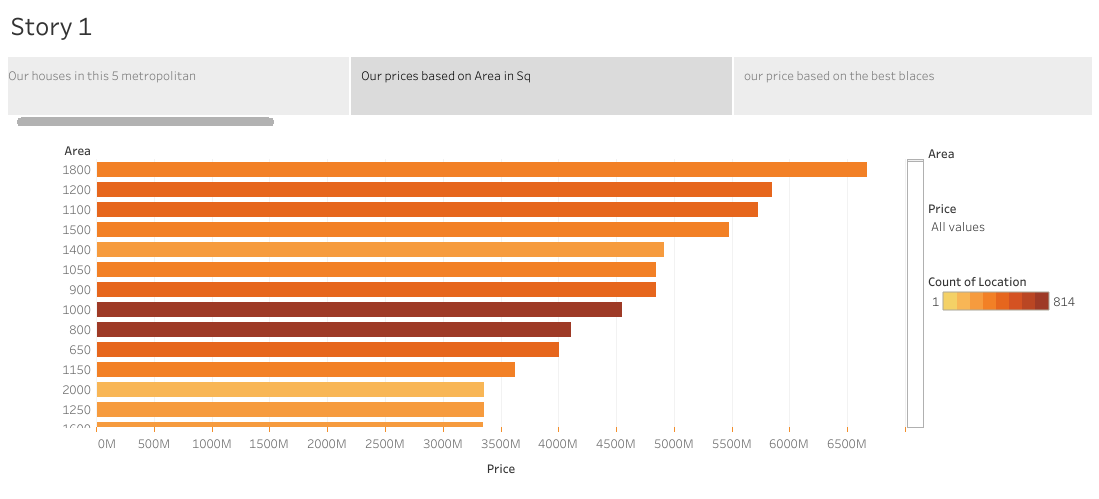 Story 1
Our houses in this 5 metropolitan
Our prices based on Area in Sq
our price based on the best blaces
Area
1800
1200
1100
1500
1400
1050
900
1000
800
650
1150
2000
1250
1600
0M 500M 1000M 1500M 2000M 2500M 3000M 3500M 4000M 4500M 5000M 5500M 6000M 6500M
Price
Area
Price
All values
Count of Location
1 814